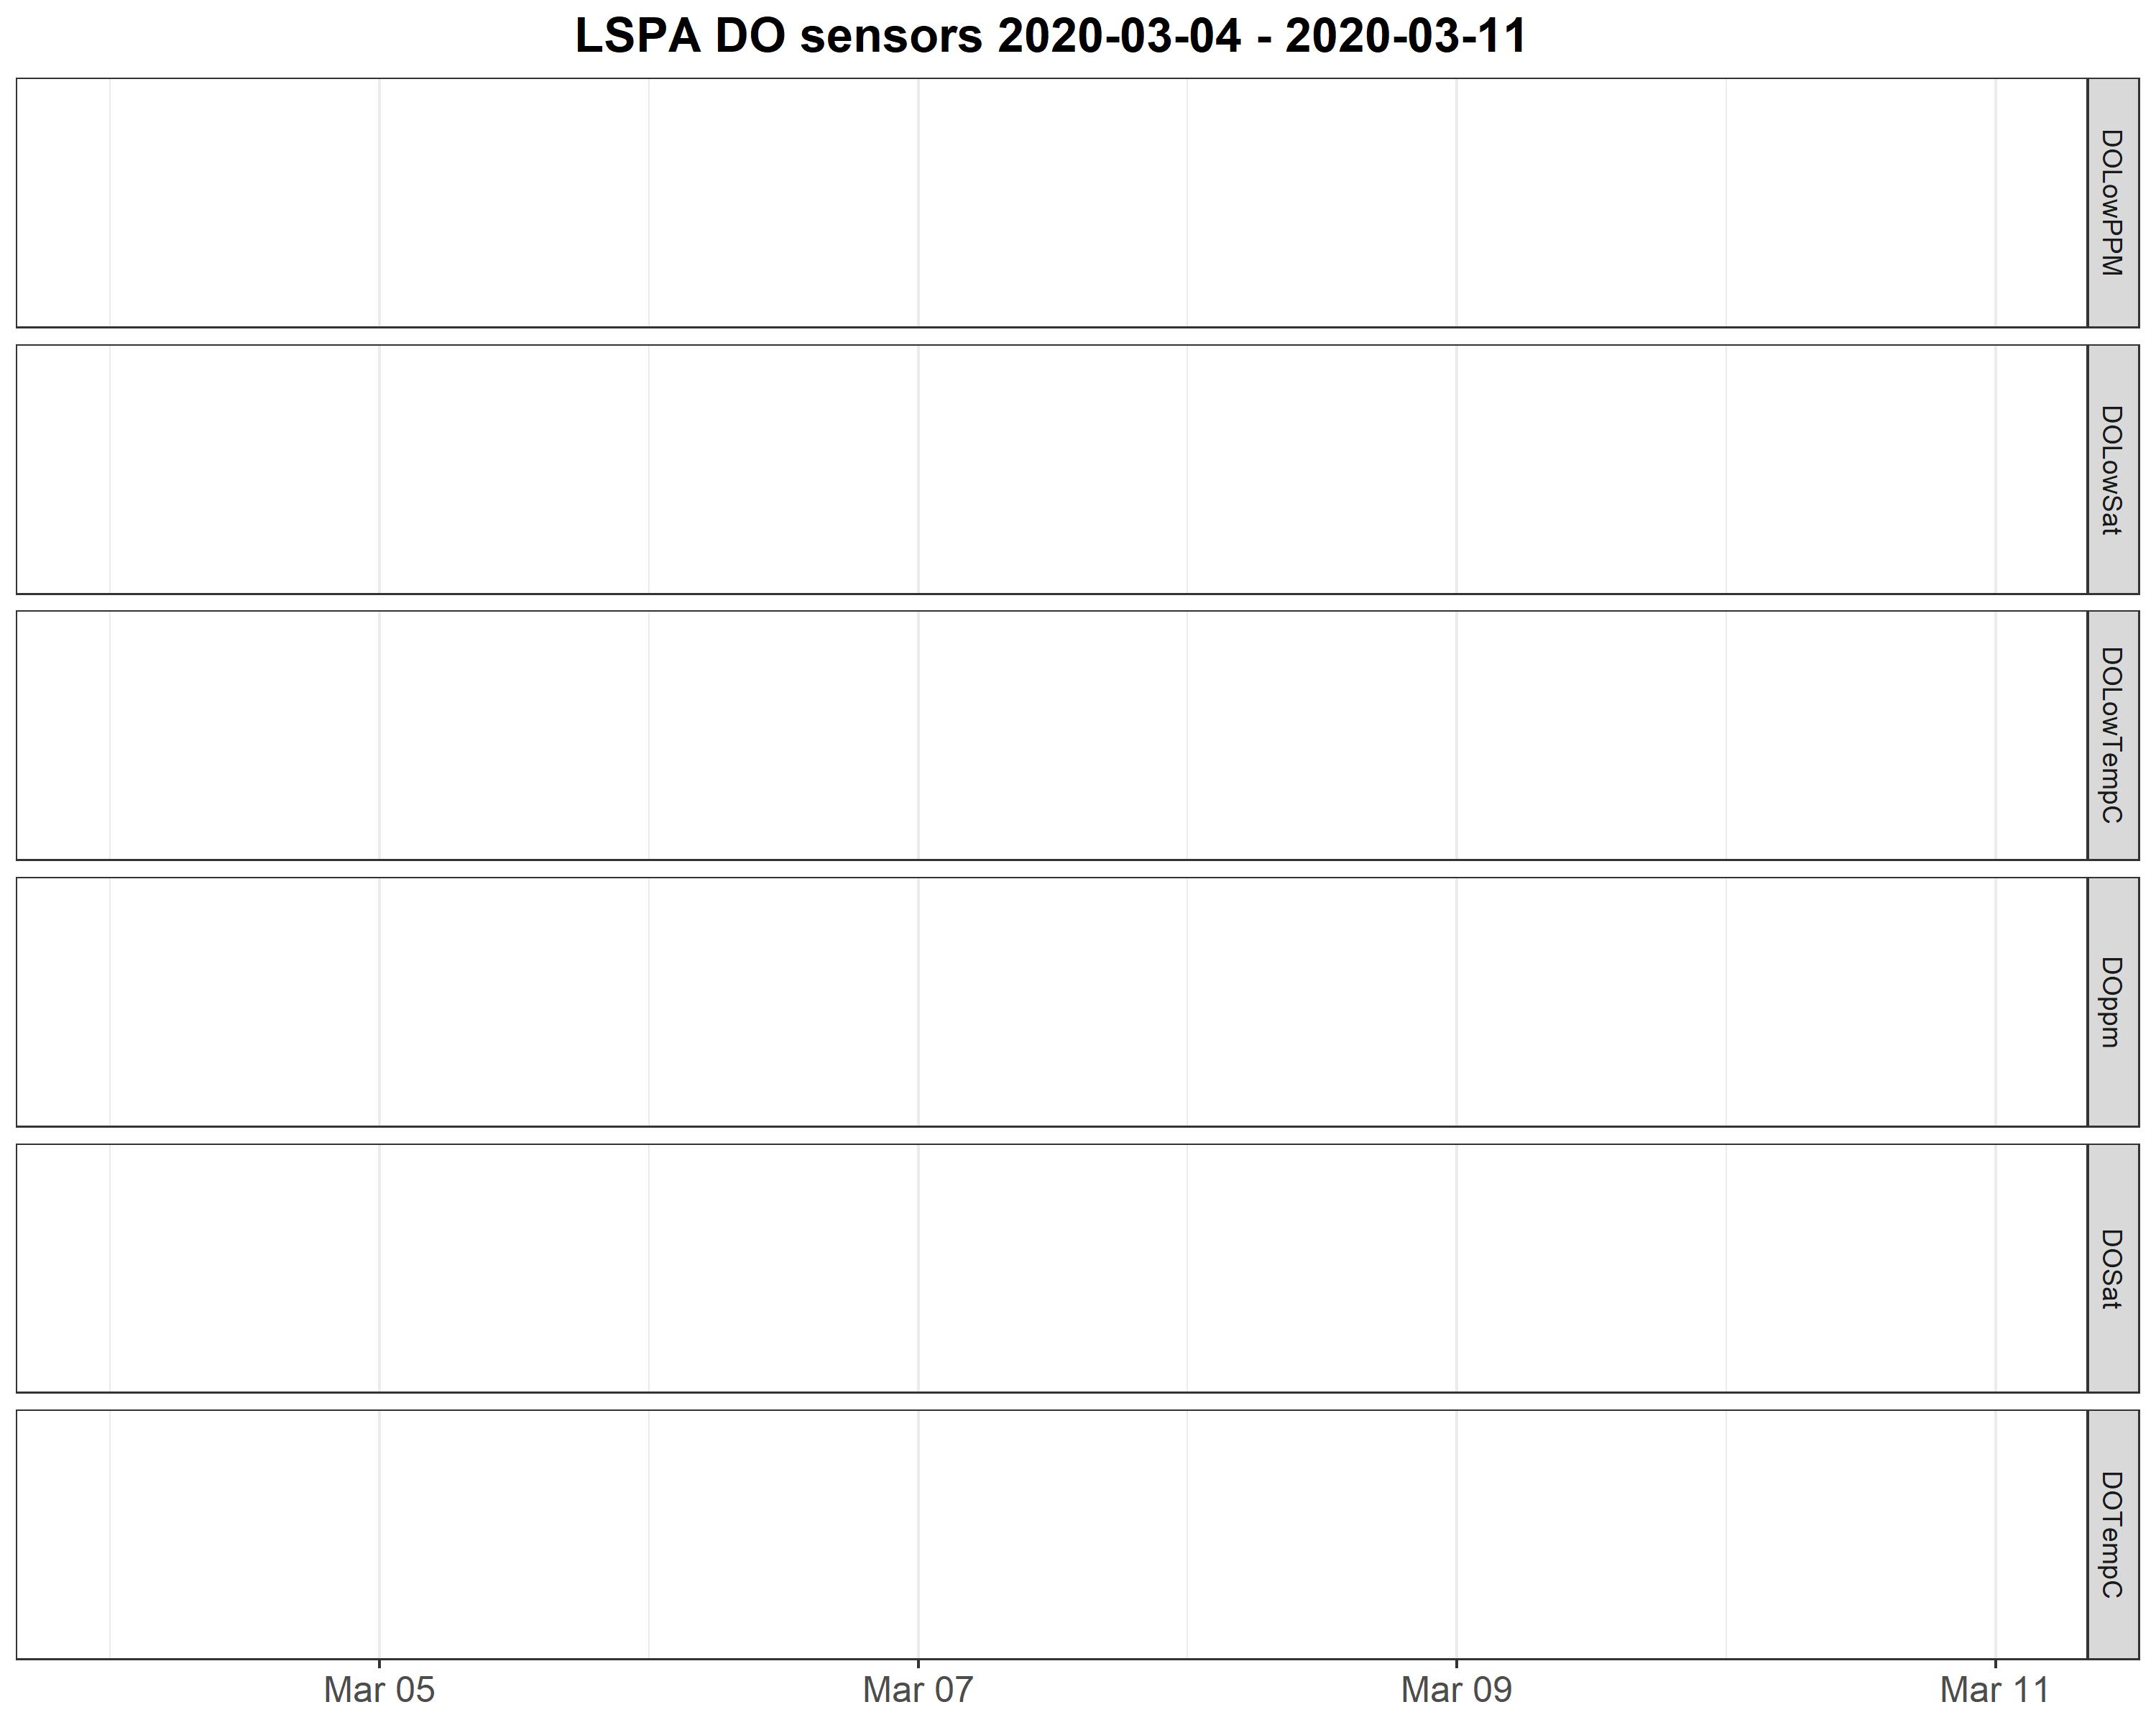 LSPA DO sensors 2020-03-04 - 2020-03-11
DOLowPPM
DOLowSat
DOLowTempC
DOppm
DOSat
DOTempC
Mar 05 Mar 07 Mar 09 Mar 11